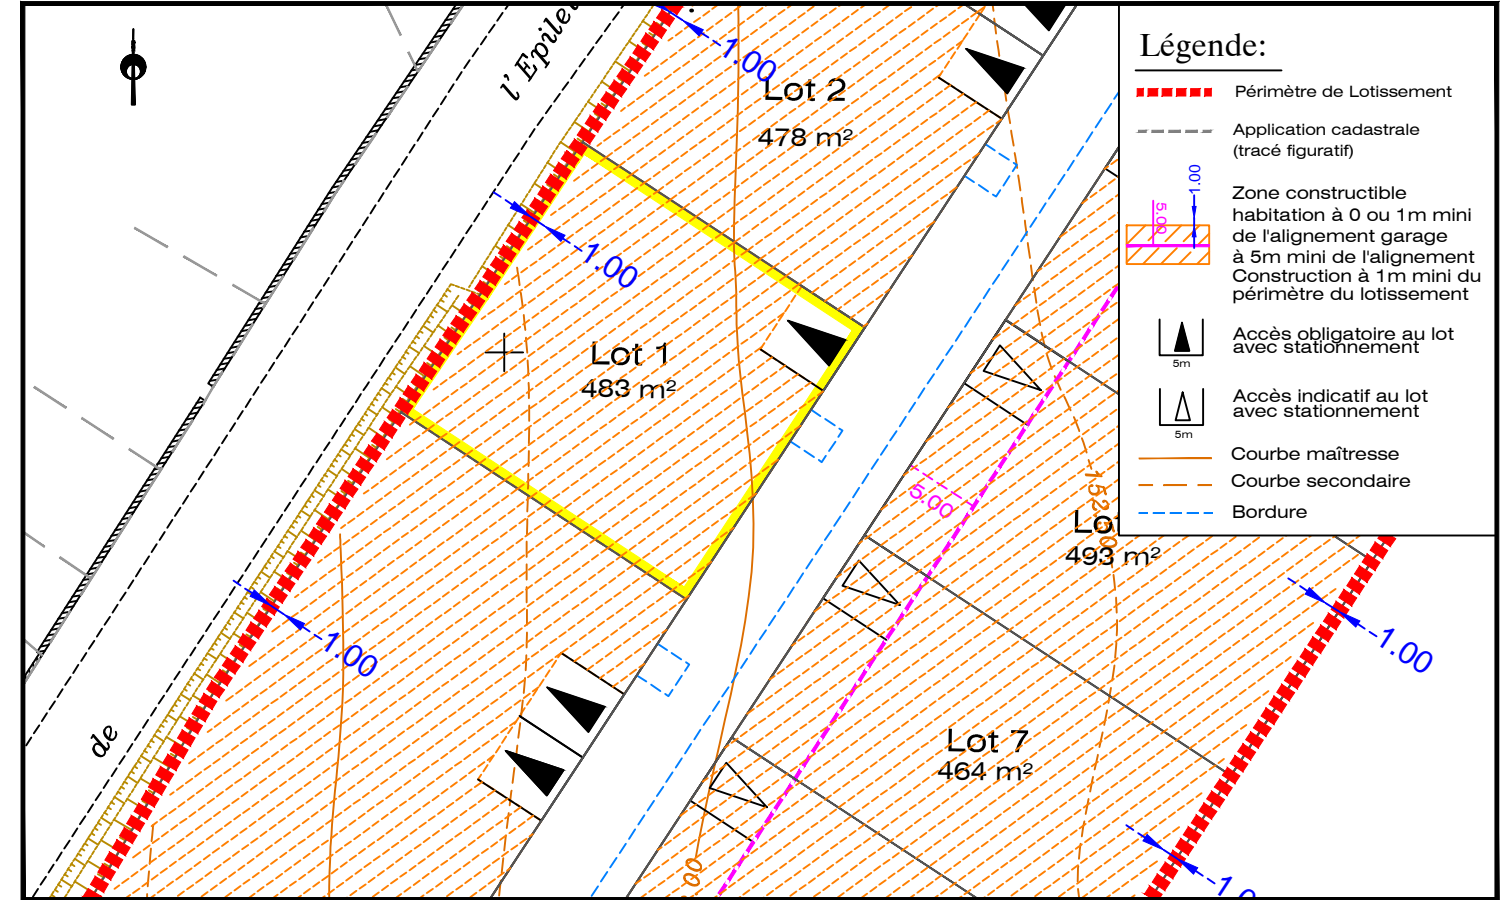 l'Epile
1.00
Lot 2
478 m²
1.00
Lot 1
483 m²
1.00
de
5.00
152.50
493 m²
1.00
Lot 7
464 m²
00
Légende:
Périmètre de Lotissement
Application cadastrale
(tracé figuratif)
1.00
5.00
Zone constructible
habitation à 0 ou 1m mini
de l'alignement garage
à 5m mini de l'alignement
Construction à 1m mini du
périmètre du lotissement
5m
Accès obligatoire au lot
avec stationnement
5m
Accès indicatif au lot
avec stationnement
Courbe maîtresse
Courbe secondaire
Bordure